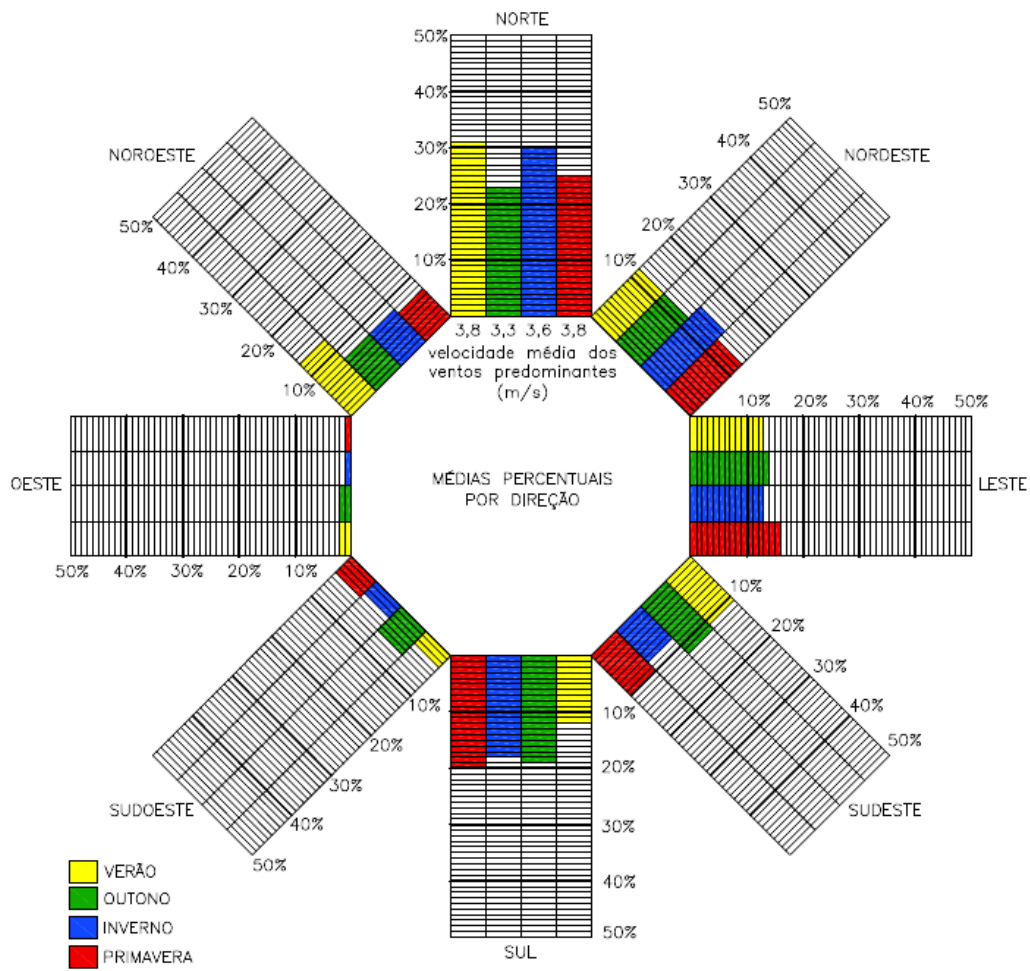 NORTE
50%
40%
30%
20%
10%
NOROESTE
50%
40%
30%
20%
10%
50%
40%
30%
20%
10%
NORDESTE
3,8 3,3 3,6 3,8
velocidade média dos
ventos predominantes
(m/s)
10% 20% 30% 40% 50%
OESTE
MÉDIAS PERCENTUAIS
POR DIREÇÃO
LESTE
50% 40% 30% 20% 10%
10%
20%
30%
40%
50%
SUDOESTE
10%
20%
30%
40%
50%
SUDESTE
10%
20%
30%
40%
50%
SUL
VERÃO
OUTONO
INVERNO
PRIMAVERA